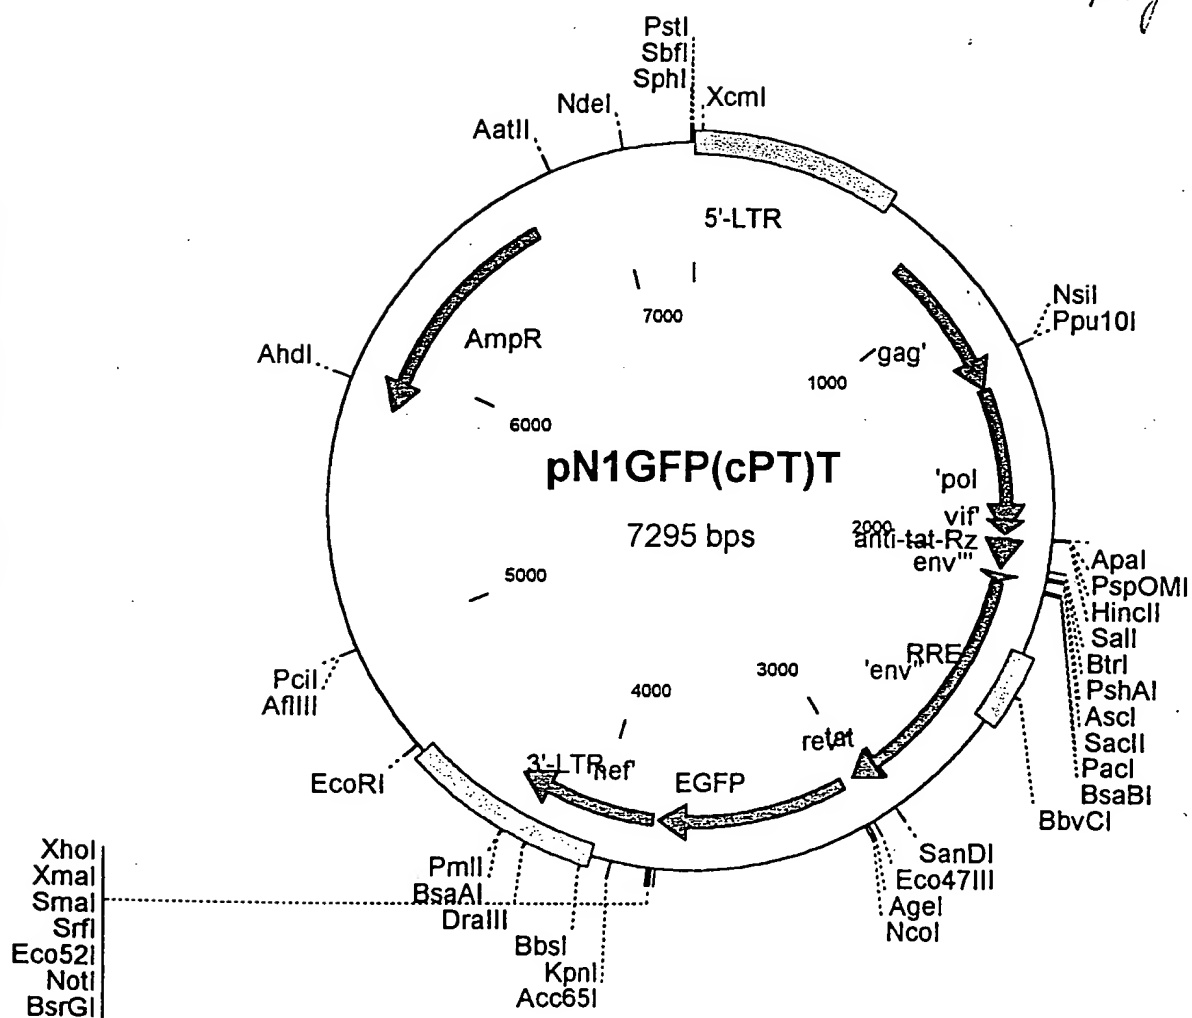 PstI
SbfI
SphI
XcmI
NdeI
AatII
5'-LTR
NsiI
Ppu10I
7000
AmpR
AhdI
gag'
1000
6000
pN1GFP(cPT)T
'pol
vif'
2000
7295 bps
anti-tat-Rz
env'''
ApaI
PspOMI
HincII
SalI
BtrI
PshAI
AscI
SacII
PacI
BsaBI
BbvCI
5000
RRE
'env''
3000
PciI
AflIII
4000
rev
tat
3'-LTR
nef'
EGFP
EcoRI
SanDI
Eco47III
AgeI
NcoI
PmlI
BsaAI
DraIII
BbsI
KpnI
Acc65I
XhoI
XmaI
SmaI
SrfI
Eco52I
NotI
BsrGI